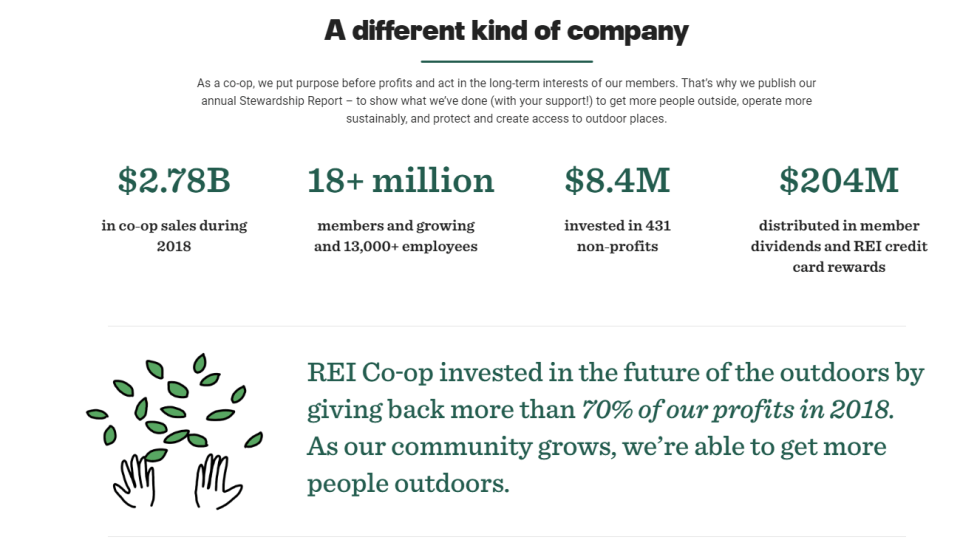 A different kind of company
As a co-op, we put purpose before profits and act in the long-term interests of our members. That's why we publish our
annual Stewardship Report – to show what we've done (with your support!) to get more people outside, operate more
sustainably, and protect and create access to outdoor places.
$2.78B
in co-op sales during
2018
18+ million
members and growing
and 13,000+ employees
$8.4M
invested in 431
non-profits
$204M
distributed in member
dividends and REI credit
card rewards
REI Co-op invested in the future of the outdoors by
giving back more than 70% of our profits in 2018.
As our community grows, we're able to get more
people outdoors.